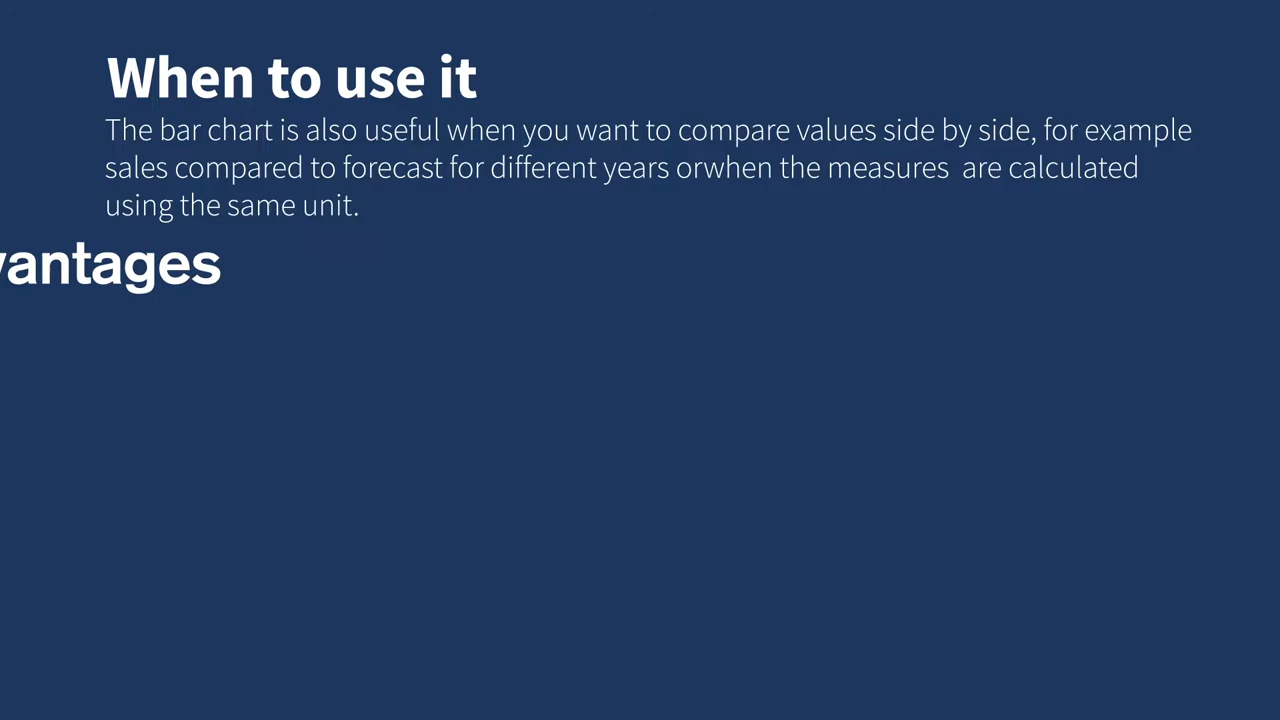 When to use it
The bar chart is also useful when you want to compare values side by side, for example
sales compared to forecast for different years orwhen the measures  are calculated
using the same unit.
vantages